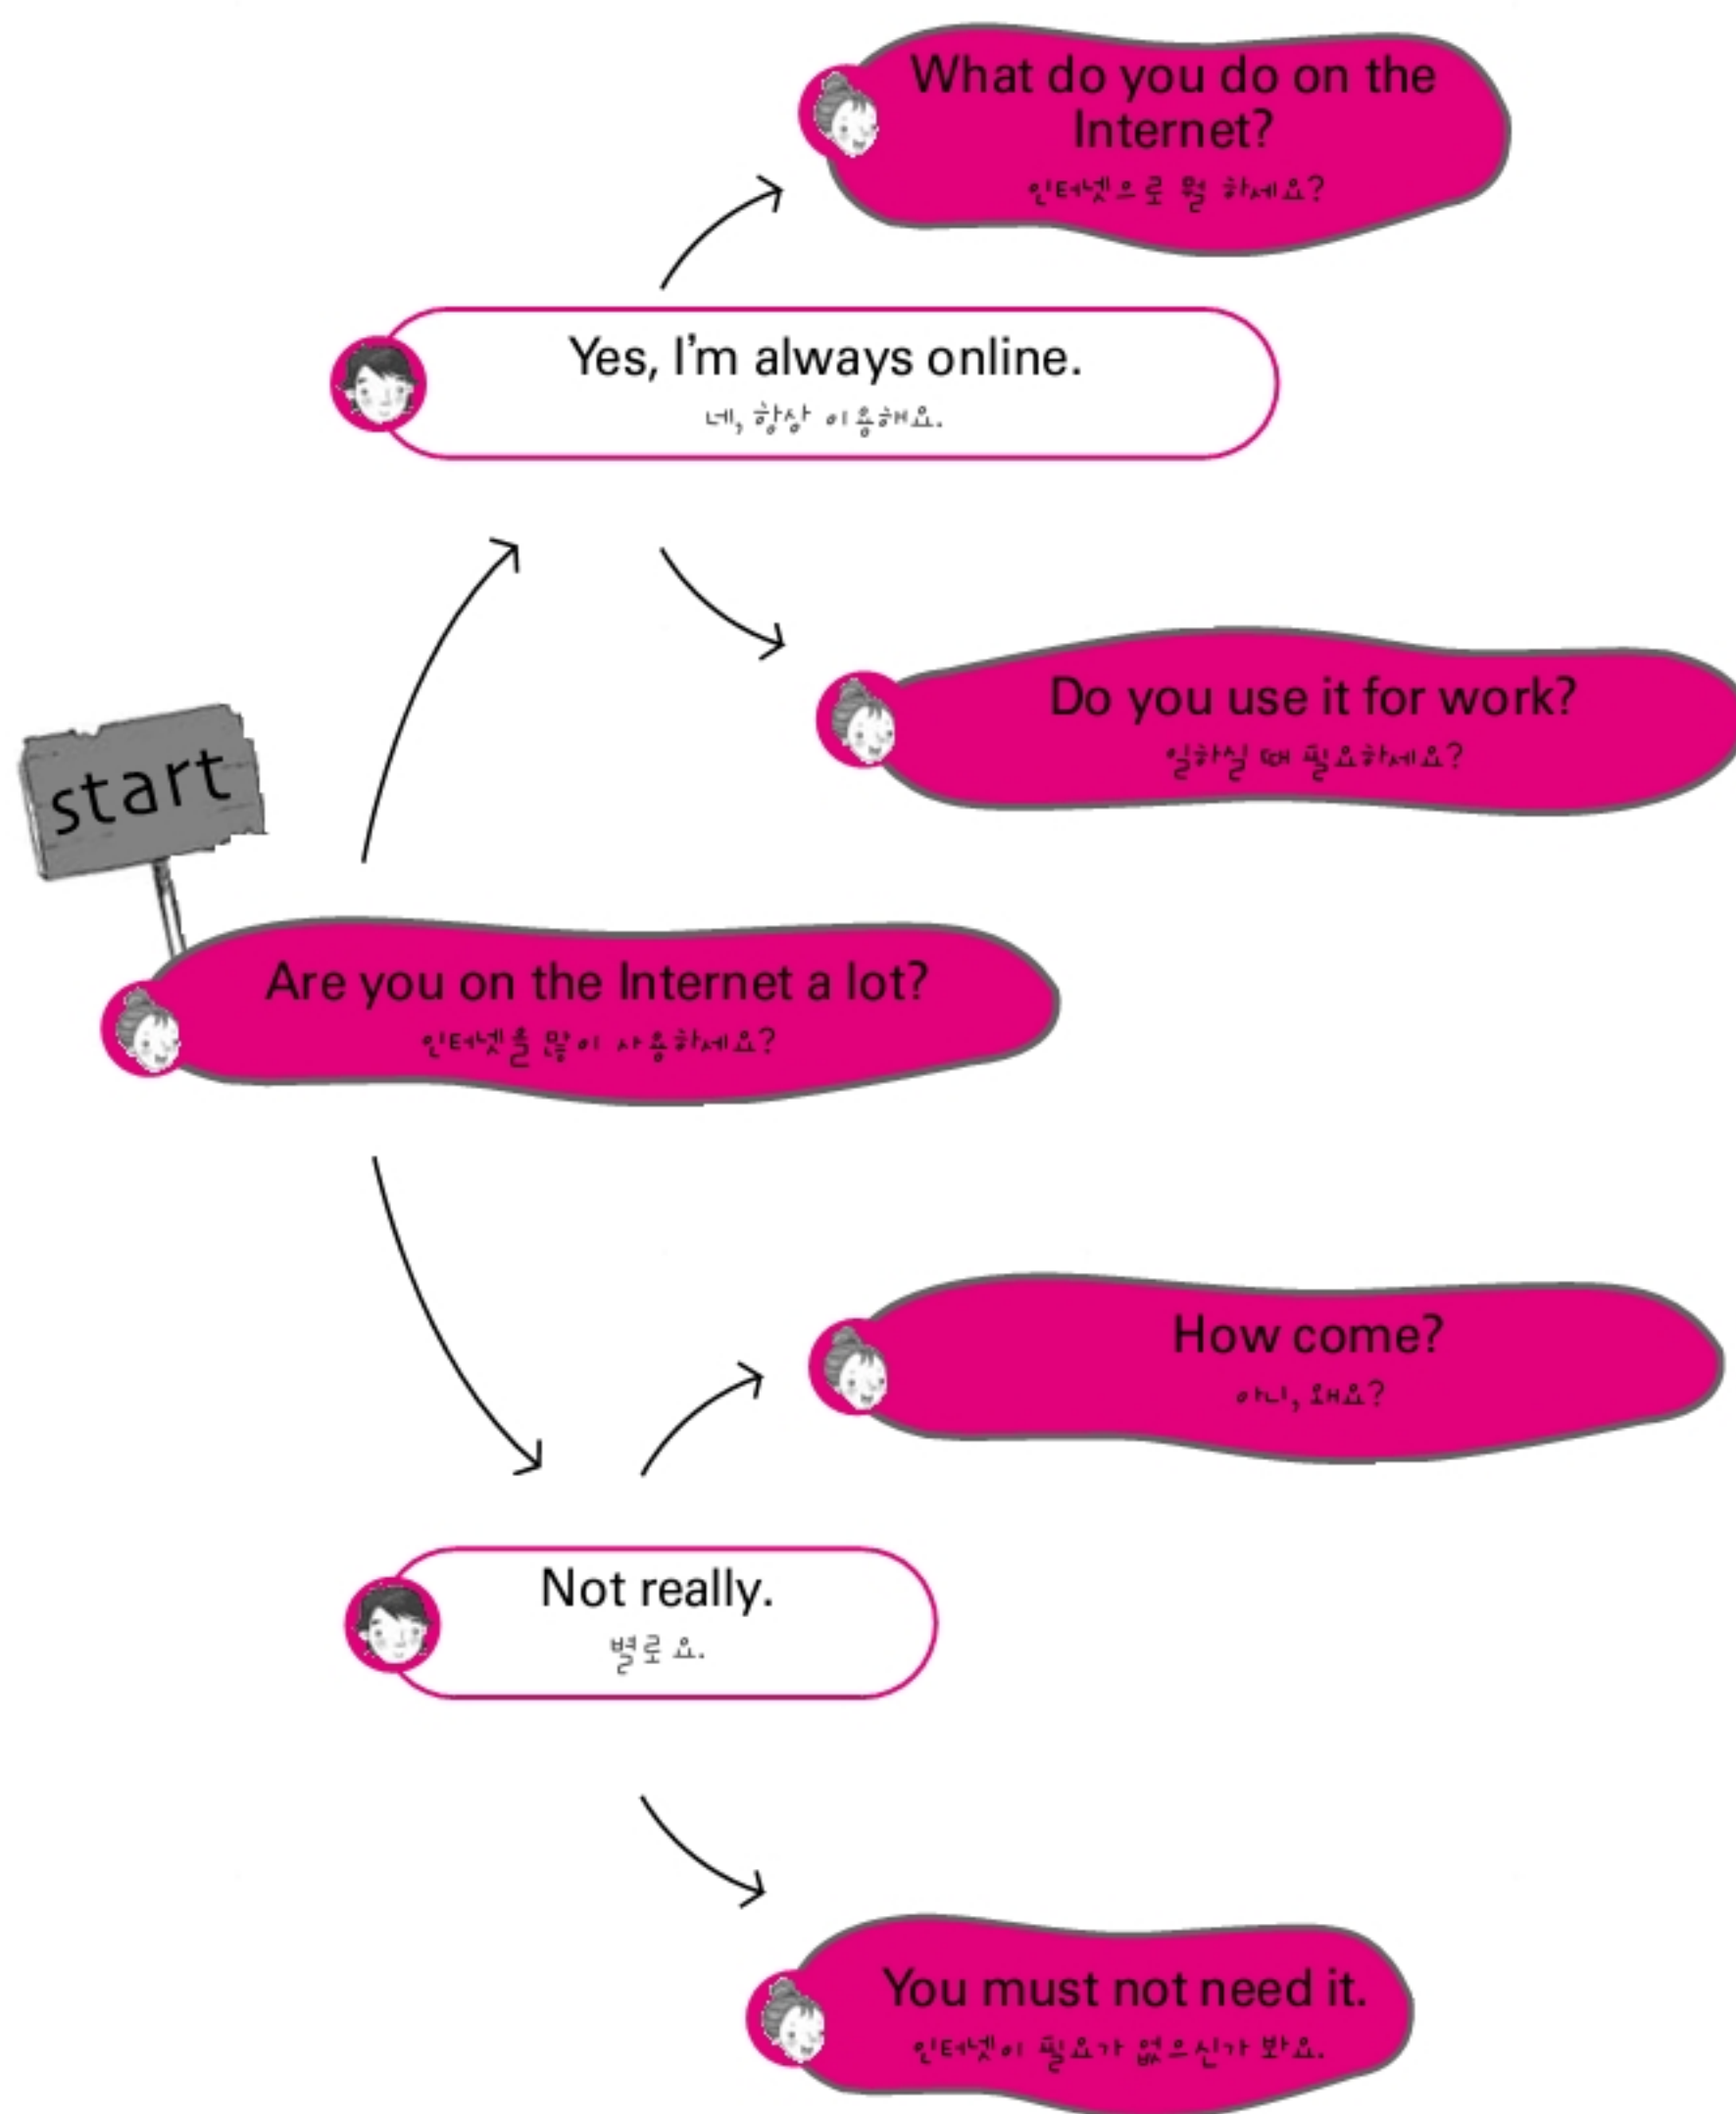 What do you do on the
Internet?
인터넷으로 뭘 하세요?
Yes, I'm always online.
네, 항상 이용해요.
Do you use it for work?
일하실 때 필요하세요?
start
Are you on the Internet a lot?
인터넷을 많이 사용하세요?
How come?
아니, 왜요?
Not really.
별로요.
You must not need it.
인터넷이 필요가 없으신가 봐요.